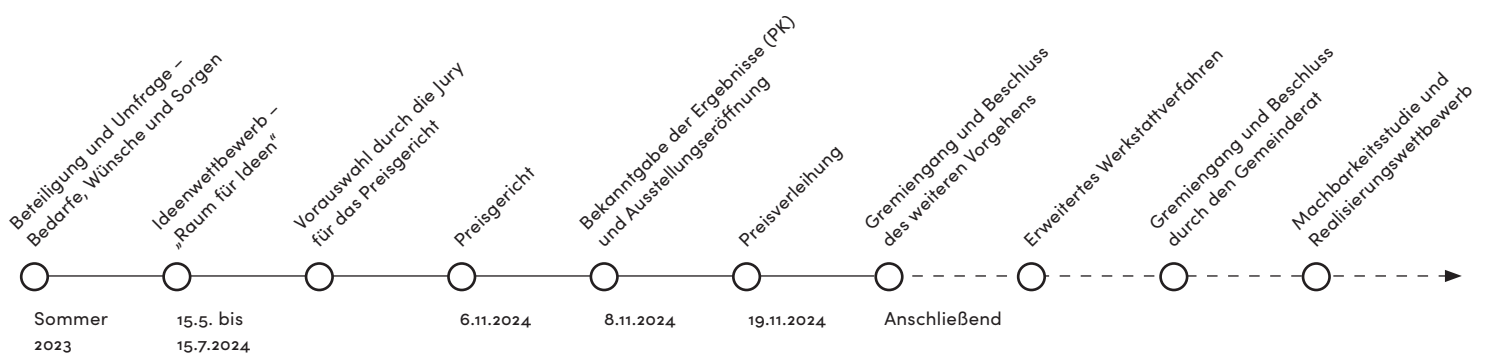 Beteiligung und Umfrage –
Bedarfe, Wünsche und Sorgen
Ideenwettbewerb –
„Raum für Ideen“
Vorauswahl durch die Jury
für das Preisgericht
Preisgericht
Bekanntgabe der Ergebnisse (PK)
und Ausstellungseröffnung
Preisverleihung
Gremiengang und Beschluss
des weiteren Vorgehens
Erweitertes Werkstattverfahren
Gremiengang und Beschluss
durch den Gemeinderat
Machbarkeitsstudie und
Realisierungswettbewerb
Sommer
2023
15.5. bis
15.7.2024
6.11.2024
8.11.2024
19.11.2024
Anschließend